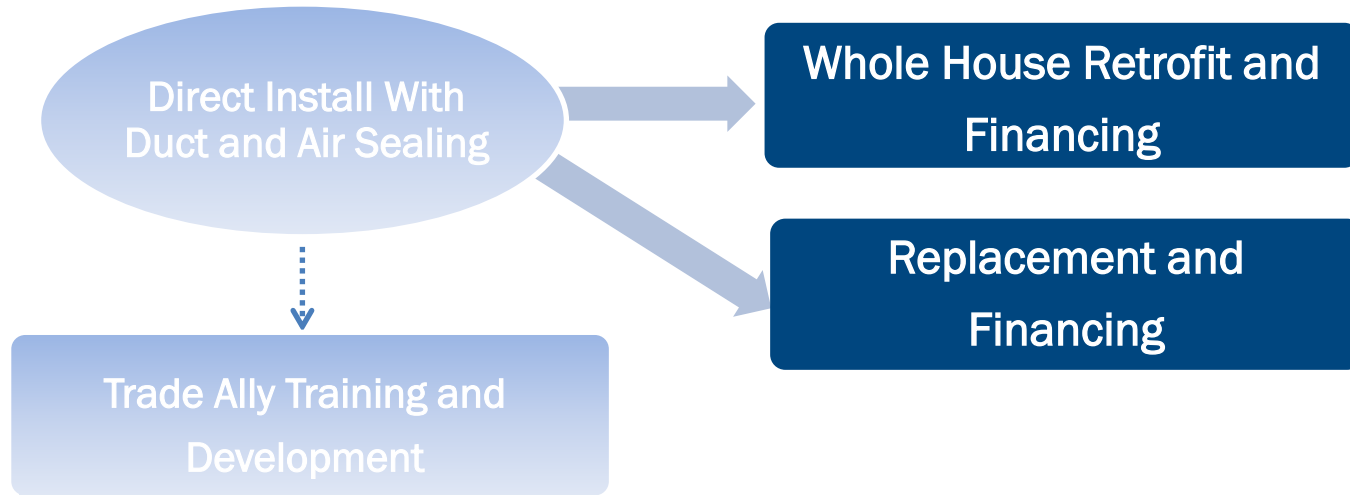 Direct Install With
Duct and Air Sealing
Whole House Retrofit and
Financing
Replacement and
Financing
Trade Ally Training and
Development